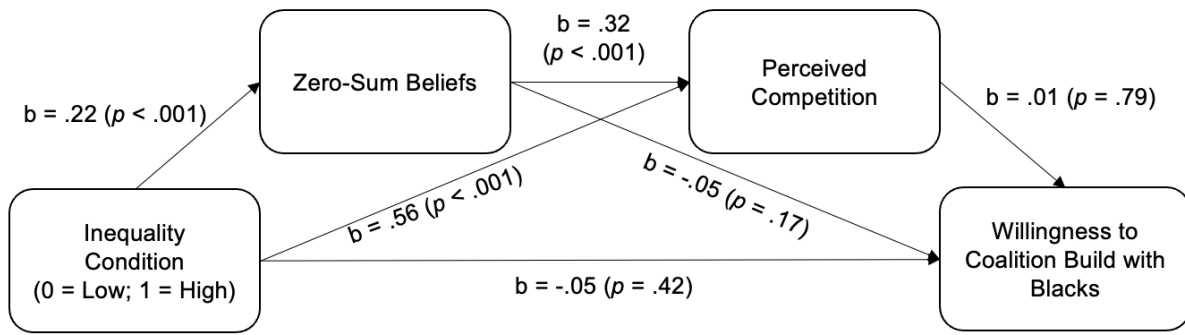 b = .32
(p < .001)
Zero-Sum Beliefs
Perceived
Competition
b = .22 (p < .001)
b = .01 (p = .79)
b = .56 (p < .001)
b = -.05 (p = .17)
Inequality
Condition
(0 = Low; 1 = High)
Willingness to
Coalition Build with
Blacks
b = -.05 (p = .42)